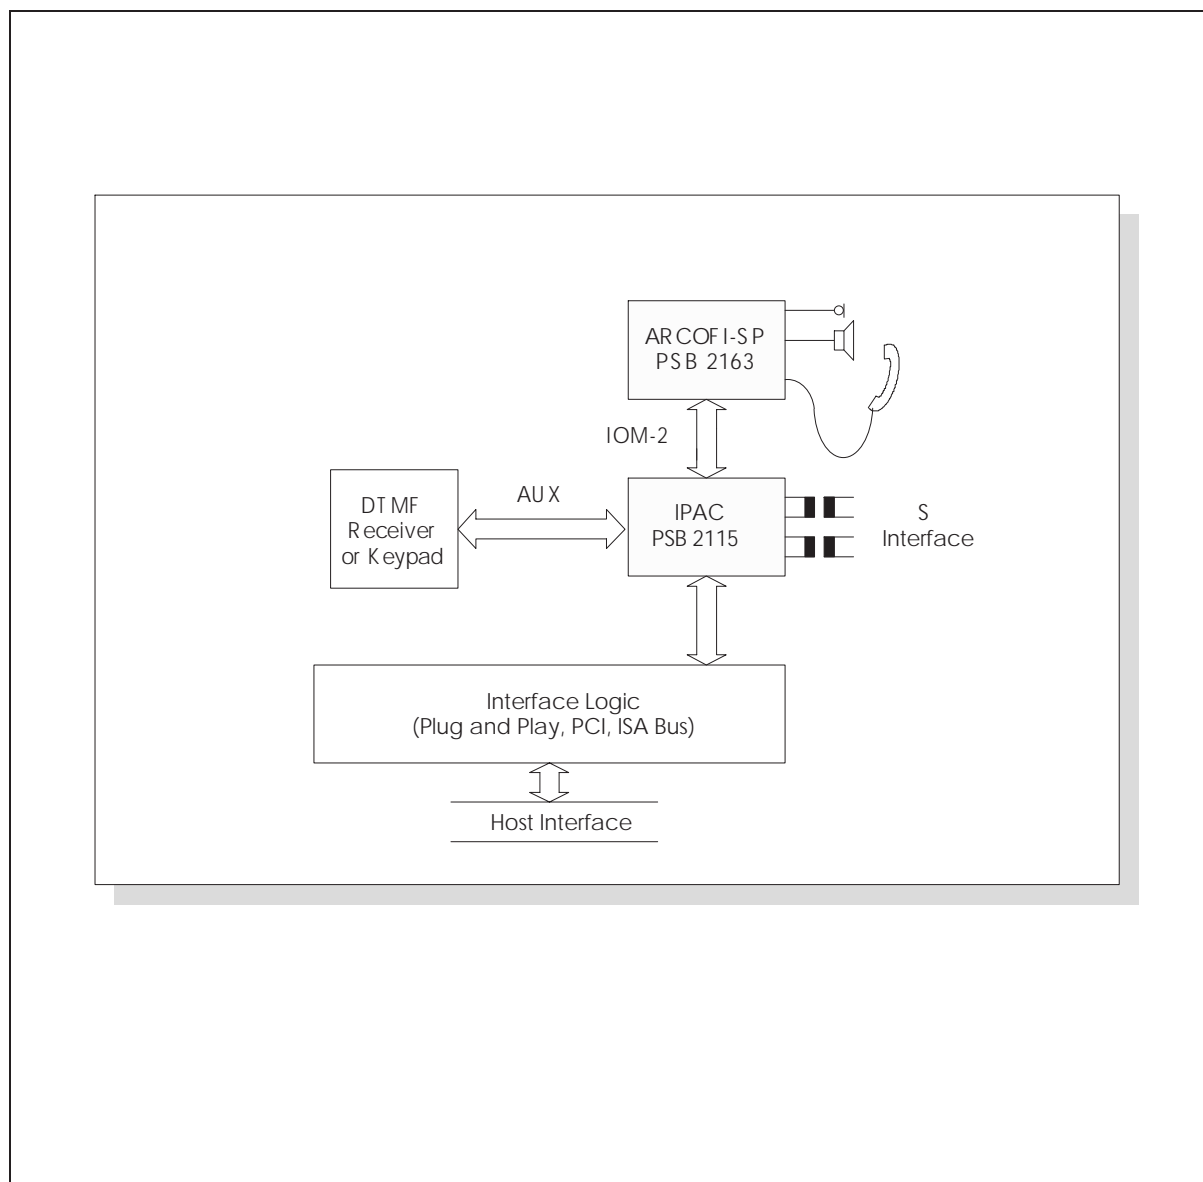 ARCOFI-SP
PSB 2163
IOM-2
AUX
DTMF
Receiver
or Keypad
IPAC
PSB 2115
S
Interface
Interface Logic
(Plug and Play, PCI, ISA Bus)
Host Interface